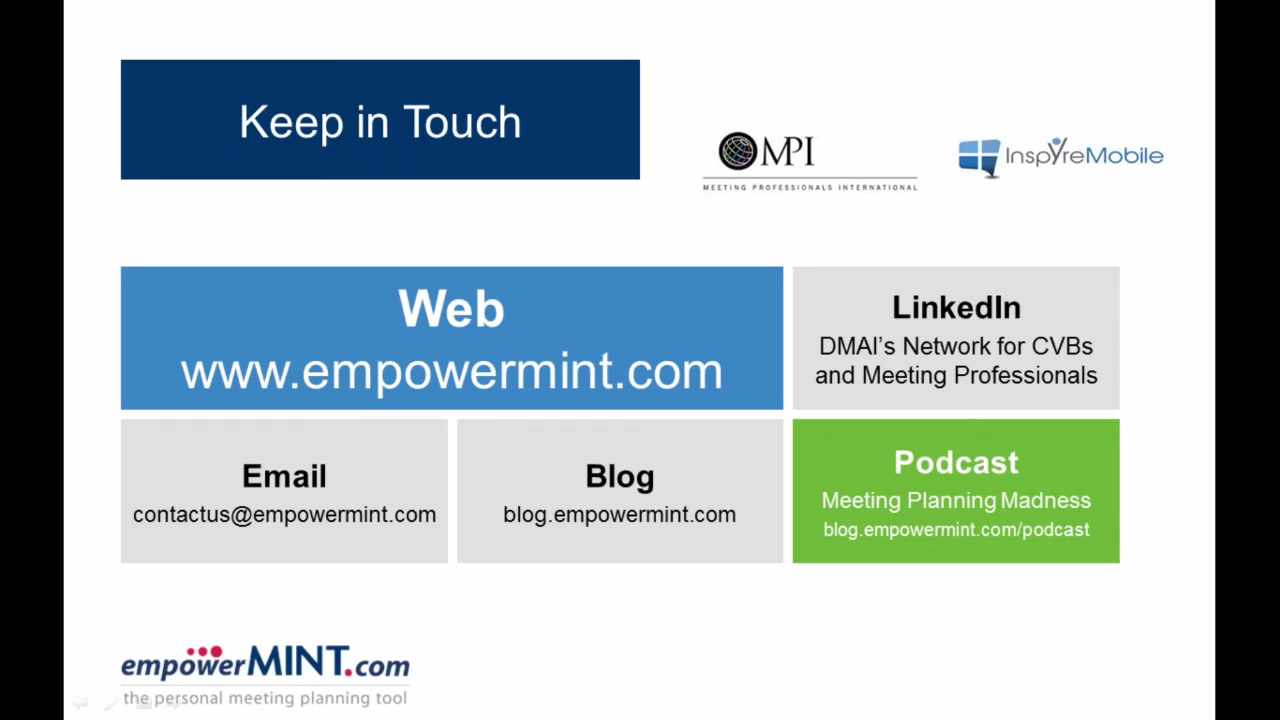 Keep in Touch
MPI
MEETING PROFESSIONALS INTERNATIONAL
InspyreMobile
Web
www.empowermint.com
LinkedIn
DMAI’s Network for CVBs
and Meeting Professionals
Email
contactus@empowermint.com
Blog
blog.empowermint.com
Podcast
Meeting Planning Madness
blog.empowermint.com/podcast
empowerMINT.com
the personal meeting planning tool